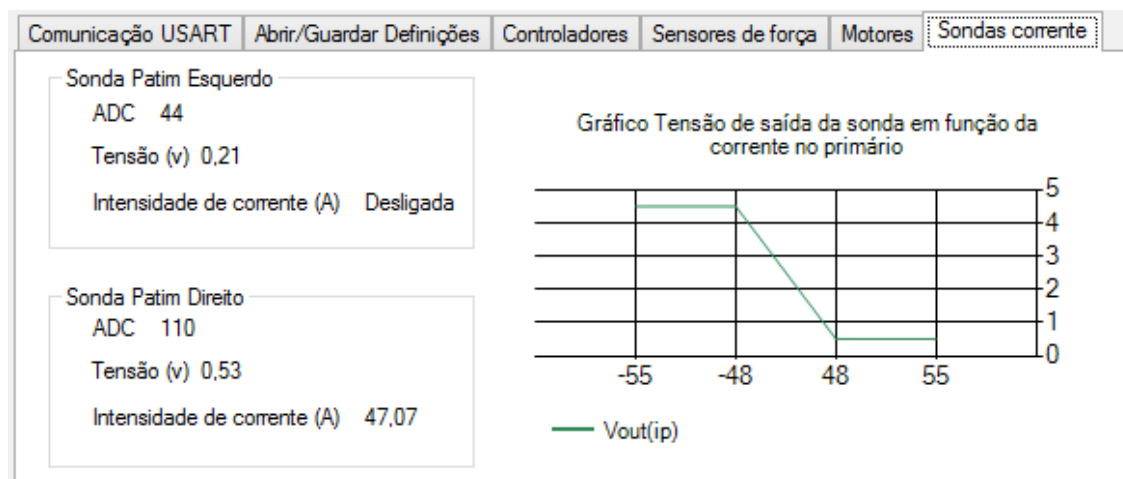 Comunicação USART Abrir/Guardar Definições Controladores Sensores de força Motores Sondas corrente
Sonda Patim Esquerdo
ADC 44
Tensão (v) 0,21
Intensidade de corrente (A) Desligada
Sonda Patim Direito
ADC 110
Tensão (v) 0,53
Intensidade de corrente (A) 47,07
Gráfico Tensão de saída da sonda em função da
corrente no primário
5
4
3
2
1
0
-55 -48 48 55
Vout(ip)